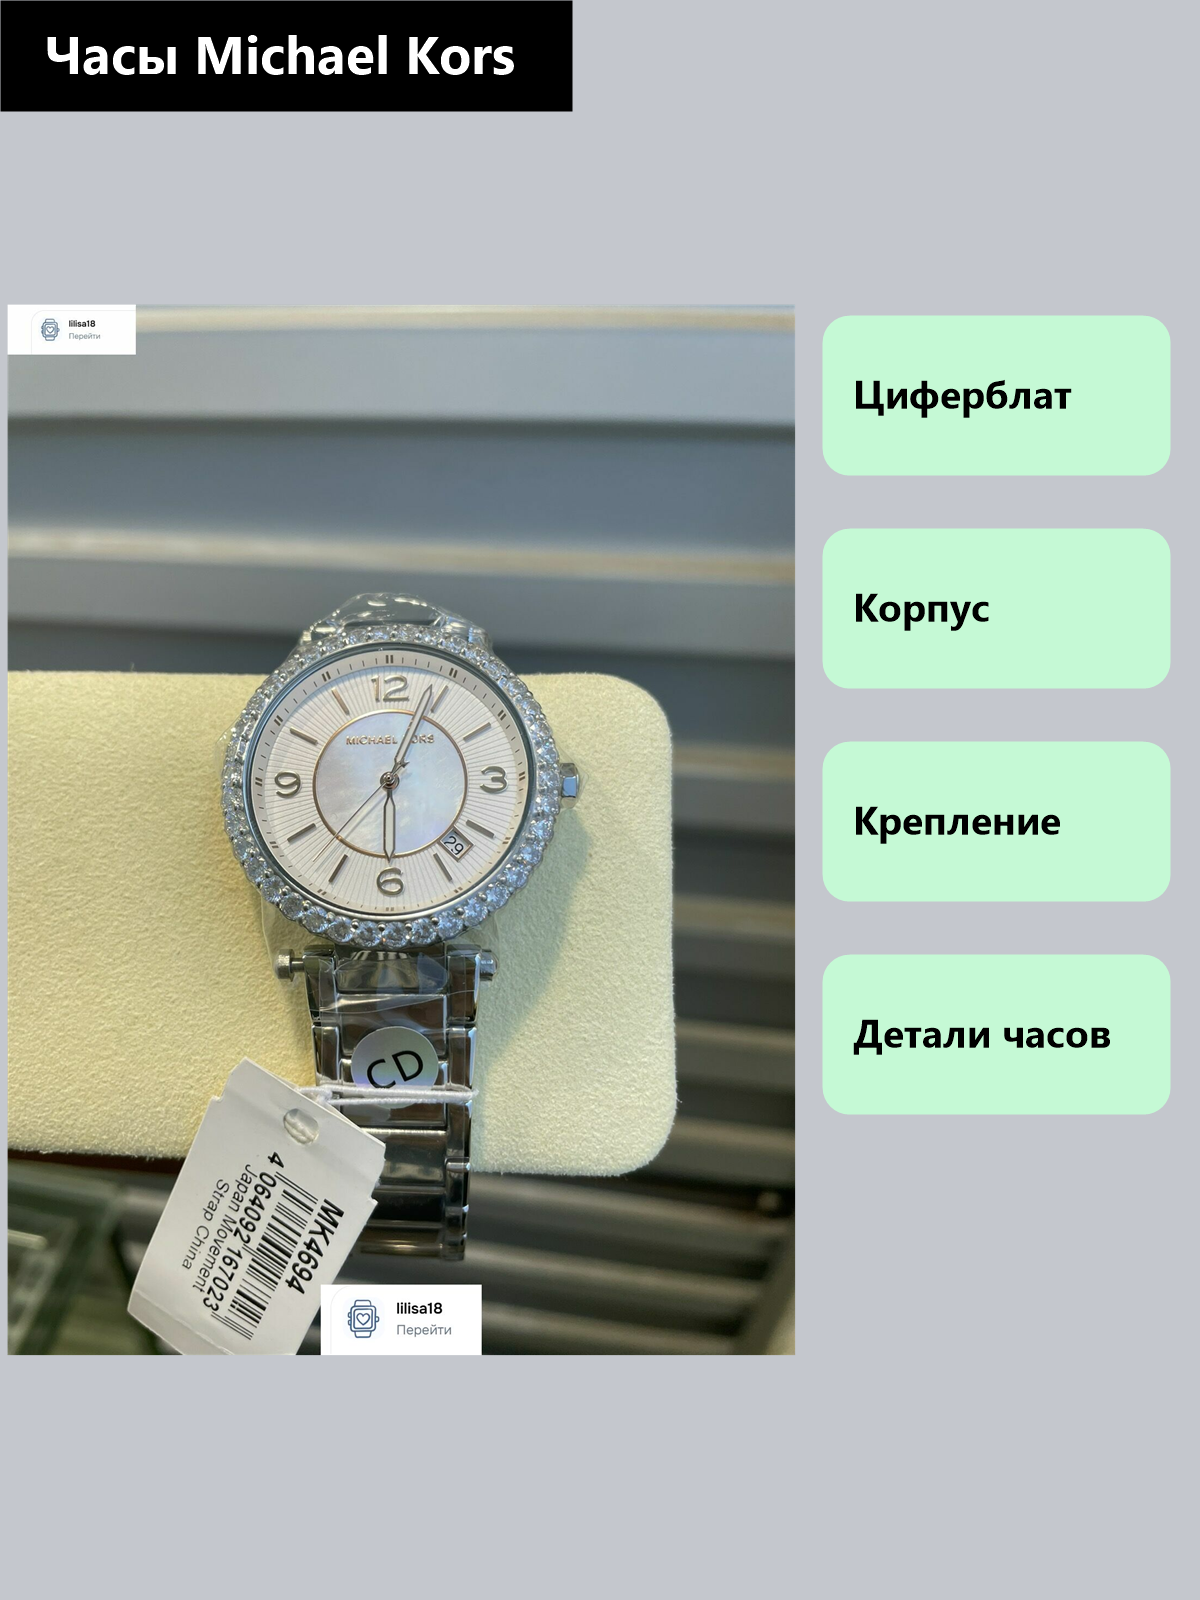 Часы Michael Kors
lilisa18
Перейти
Циферблат
Корпус
Крепление
Детали часов
12
MICHAEL KORS
9
3
29
6
CD
MK4694
4 064092 167023
Japan Movement
Strap China
lilisa18
Перейти